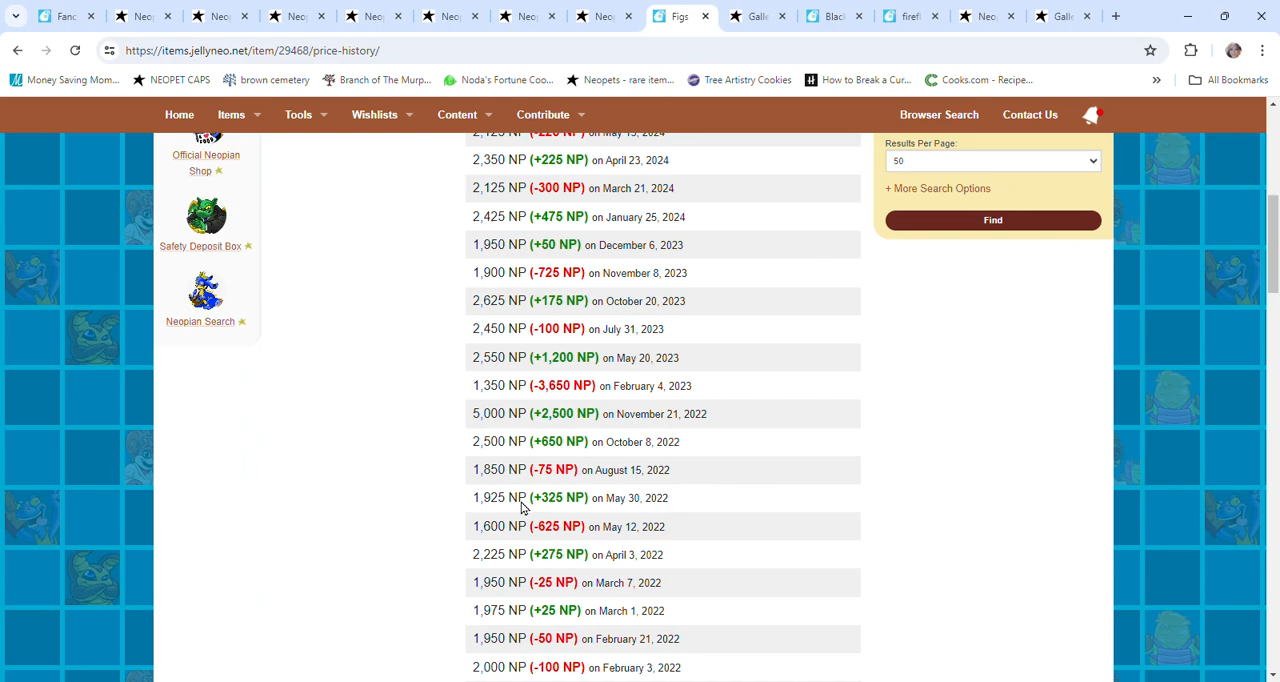 Fanc
Neo
Neo
Neo
Neo
Neo
Neo
Neo
Figs
Galle
Blac
firefl
Neo
Galle
https://items.jellyneo.net/item/29468/price-history/
Money Saving Mom...
NEOPET CAPS
brown cemetery
Branch of The Murp...
Noda's Fortune Coo...
Neopets - rare item...
Tree Artistry Cookies
How to Break a Cur...
Cooks.com - Recipe...
All Bookmarks
Home Items Tools Wishlists Content Contribute Browser Search Contact Us
Official Neopian
Shop
Safety Deposit Box
Neopian Search
2,125 NP (-225 NP) on May 15, 2024
2,350 NP (+225 NP) on April 23, 2024
2,125 NP (-300 NP) on March 21, 2024
2,425 NP (+475 NP) on January 25, 2024
1,950 NP (+50 NP) on December 6, 2023
1,900 NP (-725 NP) on November 8, 2023
2,625 NP (+175 NP) on October 20, 2023
2,450 NP (-100 NP) on July 31, 2023
2,550 NP (+1,200 NP) on May 20, 2023
1,350 NP (-3,650 NP) on February 4, 2023
5,000 NP (+2,500 NP) on November 21, 2022
2,500 NP (+650 NP) on October 8, 2022
1,850 NP (-75 NP) on August 15, 2022
1,925 NP (+325 NP) on May 30, 2022
1,600 NP (-625 NP) on May 12, 2022
2,225 NP (+275 NP) on April 3, 2022
1,950 NP (-25 NP) on March 7, 2022
1,975 NP (+25 NP) on March 1, 2022
1,950 NP (-50 NP) on February 21, 2022
2,000 NP (-100 NP) on February 3, 2022
Results Per Page:
50
+ More Search Options
Find